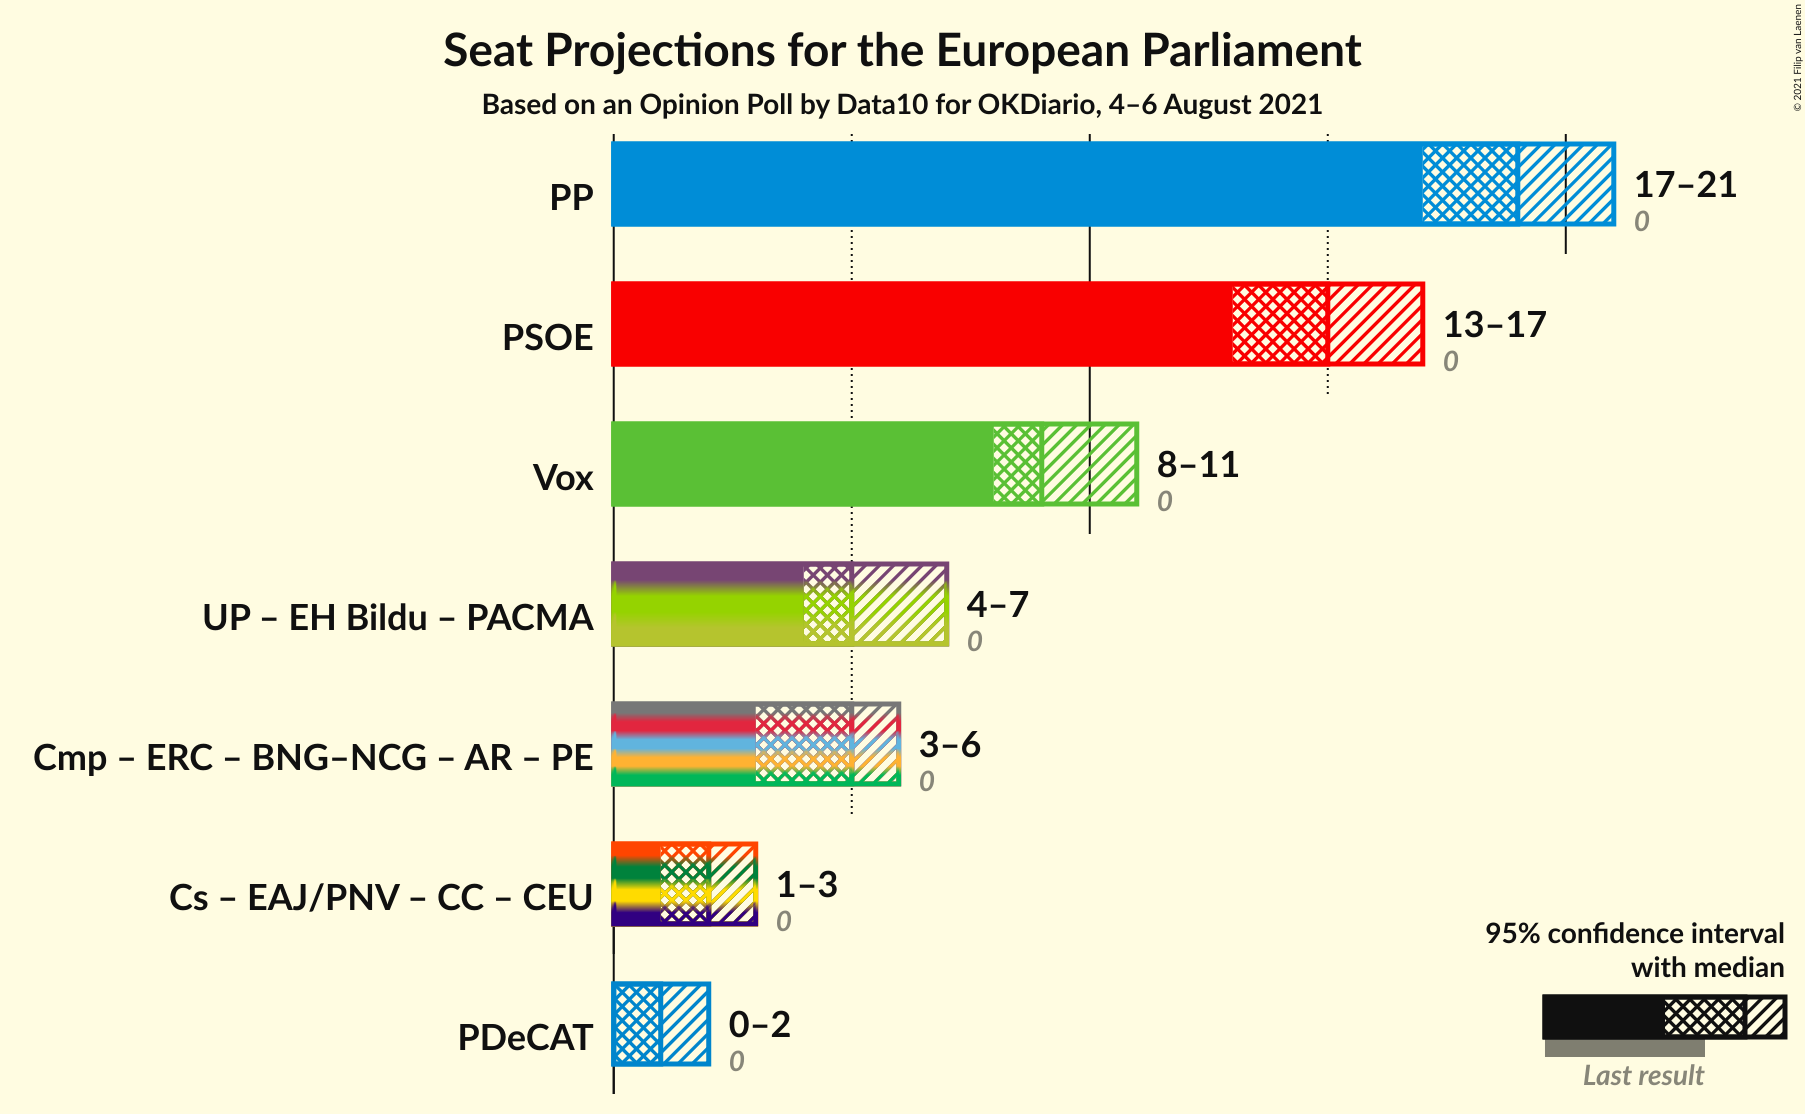 Seat Projections for the European Parliament
Based on an Opinion Poll by Data10 for OKDiario, 4–6 August 2021
© 2021 Filip van Laenen
PP
17–21
0
PSOE
13–17
0
Vox
8–11
0
UP – EH Bildu – PACMA
4–7
0
Cmp – ERC – BNG–NCG – AR – PE
3–6
0
Cs – EAJ/PNV – CC – CEU
1–3
0
PDeCAT
0–2
0
95% confidence interval
with median
Last result